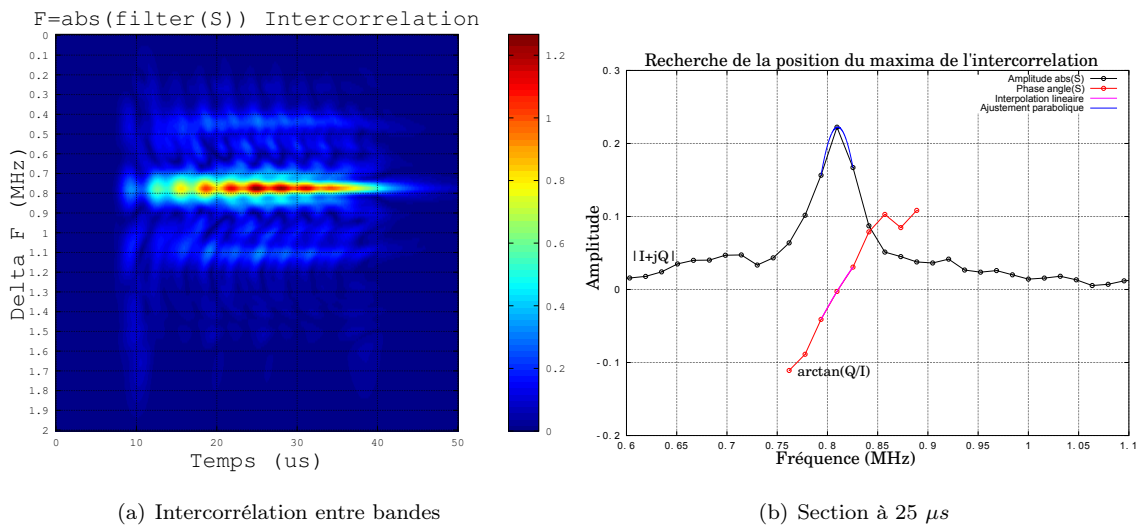 F=abs(filter(S)) Intercorrelation
0
0.1
0.2
0.3
0.4
0.5
0.6
0.7
0.8
0.9
1
1.1
1.2
1.3
1.4
1.5
1.6
1.7
1.8
1.9
2
Delta F (MHz)
0 10 20 30 40 50
Temps (us)
1.2
1
0.8
0.6
0.4
0.2
0
(a) Intercorrélation entre bandes
Recherche de la position du maxima de l'intercorrelation
Amplitude abs(S)
Phase angle(S)
Interpolation lineaire
Ajustement parabolique
0.3
0.2
0.1
0
-0.1
-0.2
Amplitude
|I+jQ|
arctan(Q/I)
0.6 0.65 0.7 0.75 0.8 0.85 0.9 0.95 1 1.05 1.1
Fréquence (MHz)
(b) Section à 25 μs